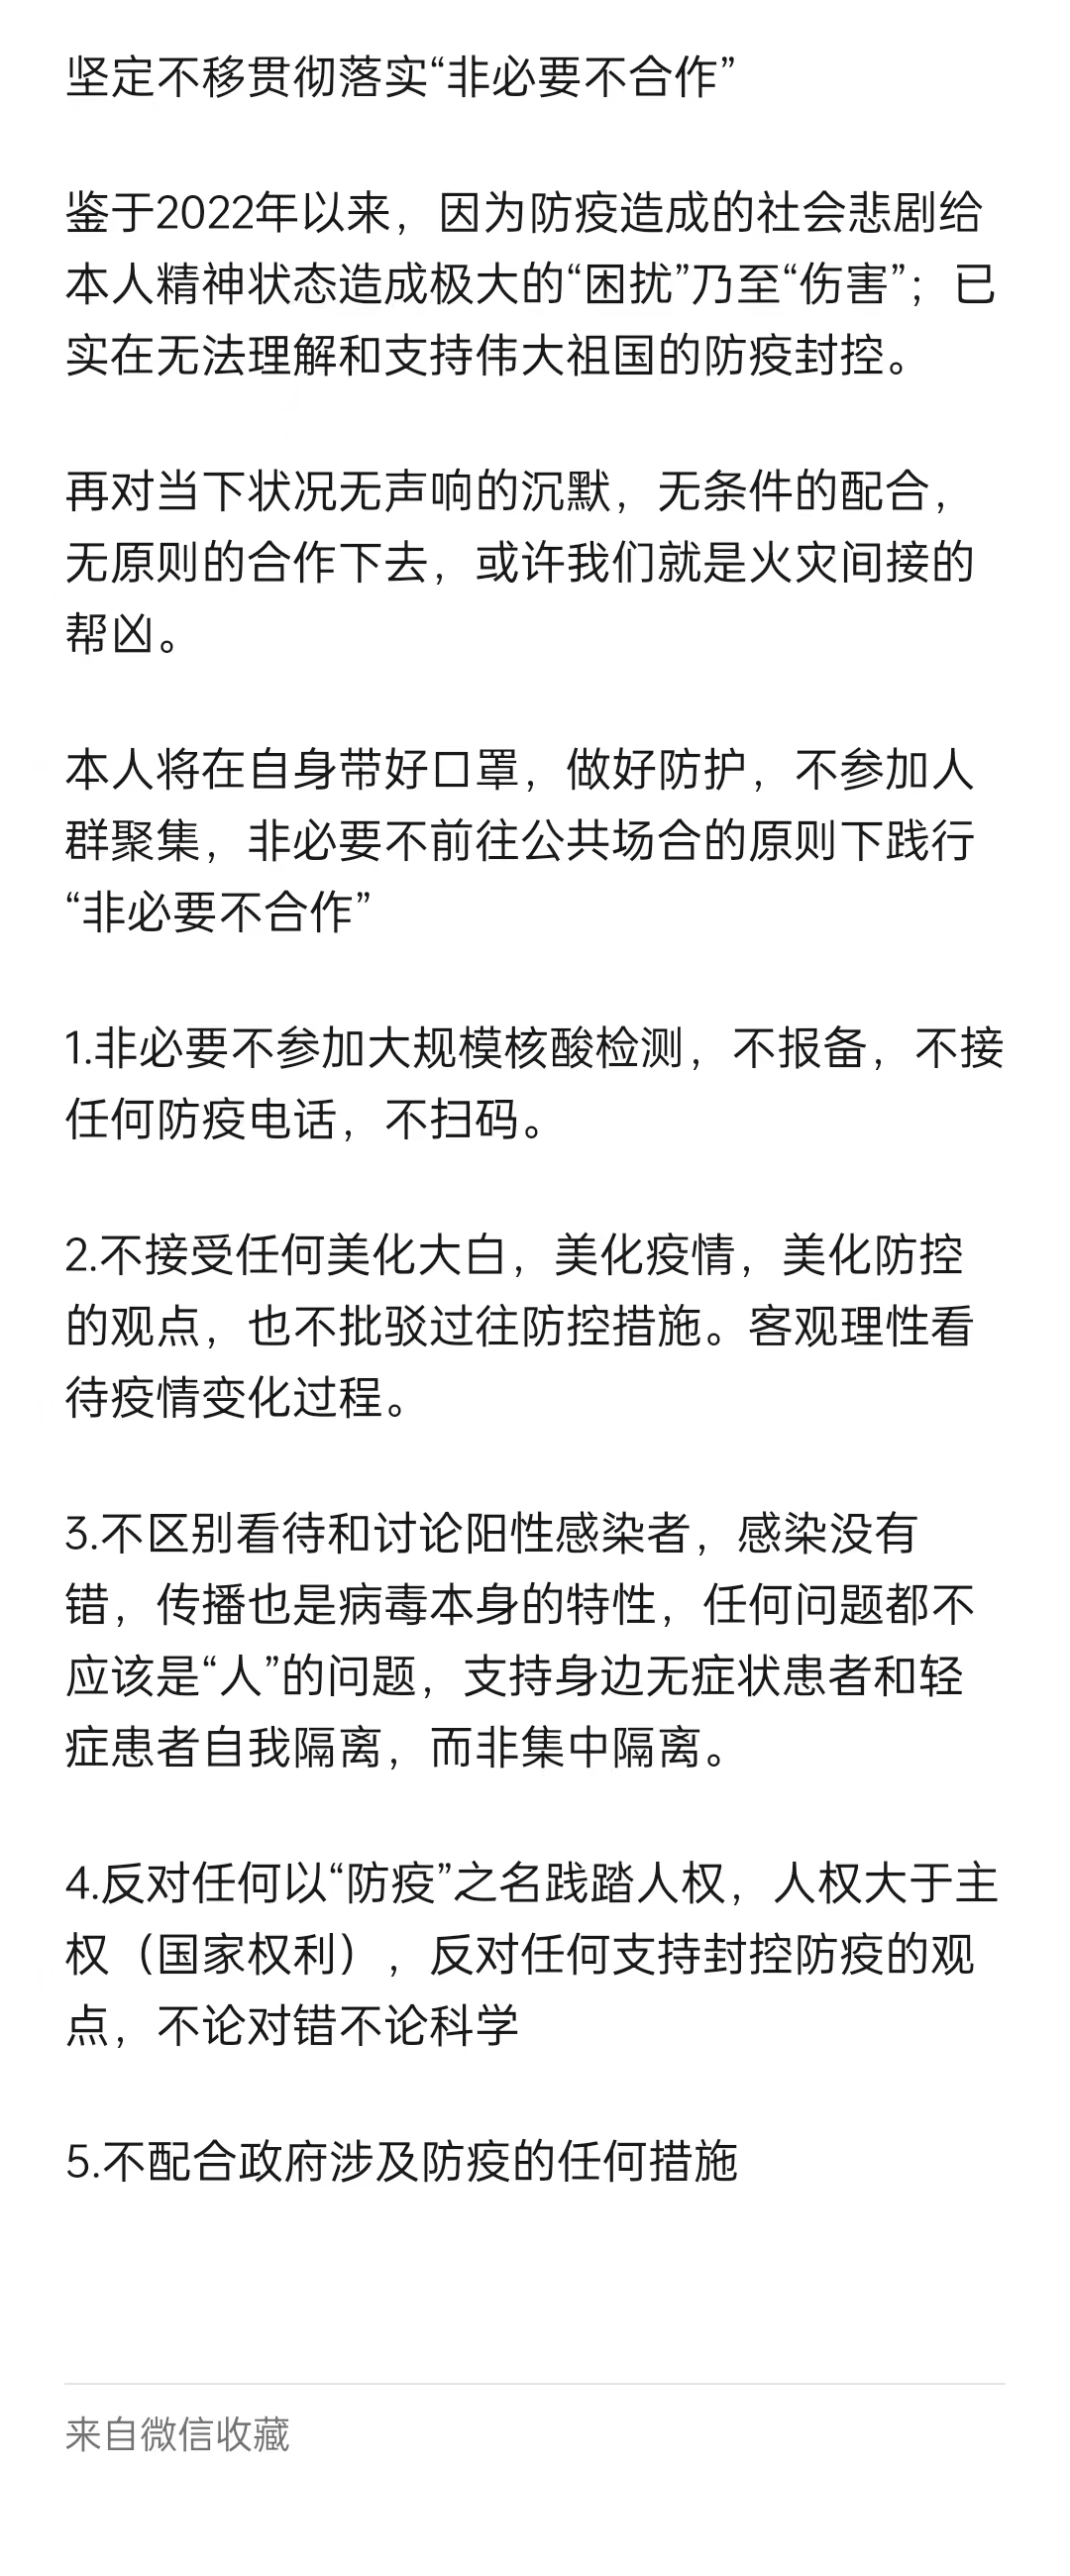 坚定不移贯彻落实“非必要不合作”
鉴于2022年以来，因为防疫造成的社会悲剧给
本人精神状态造成极大的“困扰”乃至“伤害”；已
实在无法理解和支持伟大祖国的防疫封控。
再对当下状况无声响的沉默，无条件的配合，
无原则的合作下去，或许我们就是火灾间接的
帮凶。
本人将在自身带好口罩，做好防护，不参加人
群聚集，非必要不前往公共场合的原则下践行
“非必要不合作”
1.非必要不参加大规模核酸检测，不报备，不接
任何防疫电话，不扫码。
2.不接受任何美化大白，美化疫情，美化防控
的观点，也不批驳过往防控措施。客观理性看
待疫情变化过程。
3.不区别看待和讨论阳性感染者，感染没有
错，传播也是病毒本身的特性，任何问题都不
应该是“人”的问题，支持身边无症状患者和轻
症患者自我隔离，而非集中隔离。
4.反对任何以“防疫”之名践踏人权，人权大于主
权（国家权利），反对任何支持封控防疫的观
点，不论对错不论科学
5.不配合政府涉及防疫的任何措施
来自微信收藏